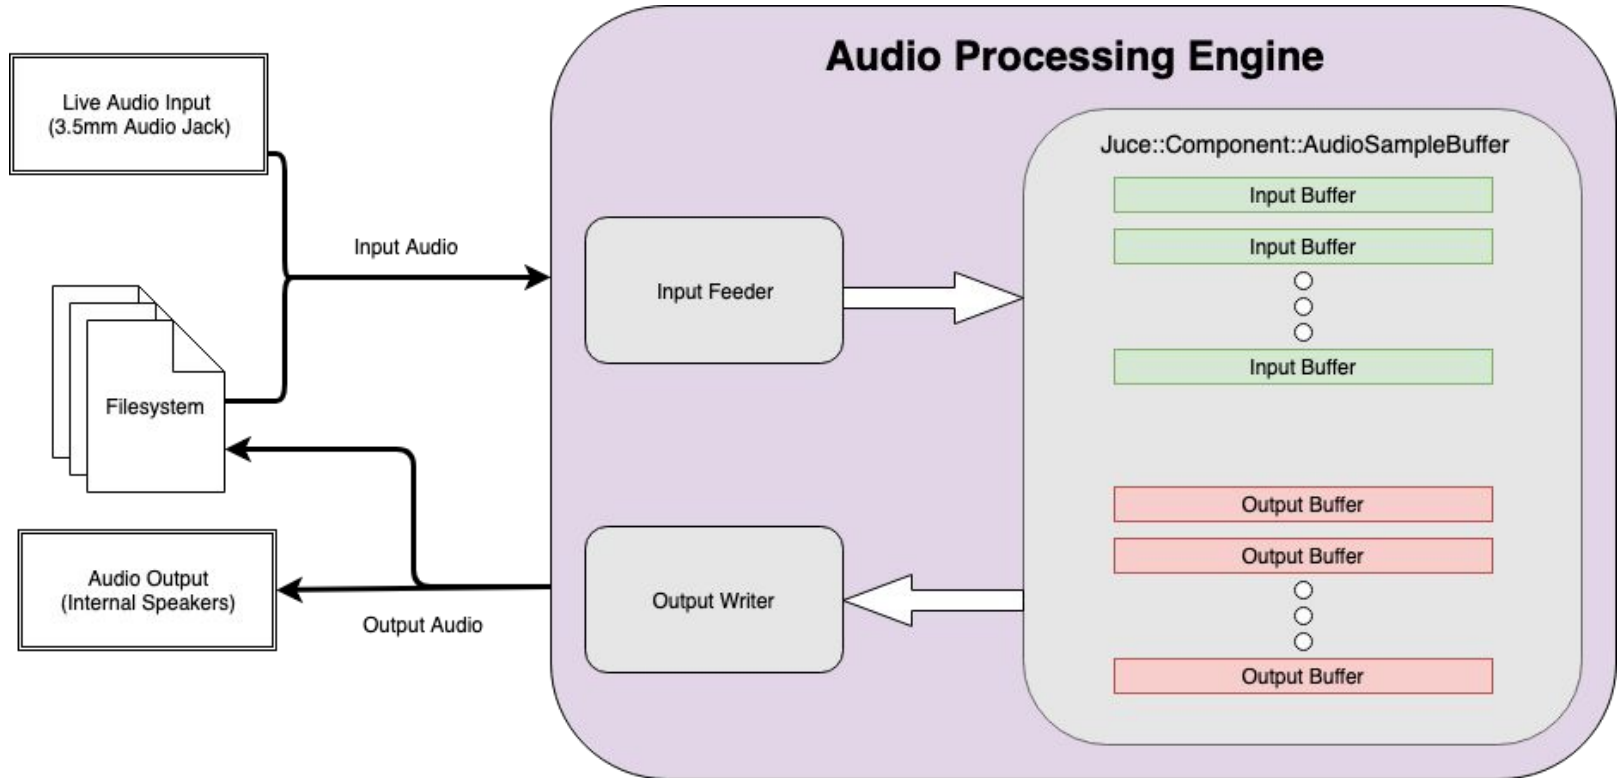 Audio Processing Engine
Live Audio Input
(3.5mm Audio Jack)
Input Audio
Filesystem
Audio Output
(Internal Speakers)
Output Audio
Input Feeder
Output Writer
Juce::Component::AudioSampleBuffer
Input Buffer
Input Buffer
Input Buffer
Output Buffer
Output Buffer
Output Buffer